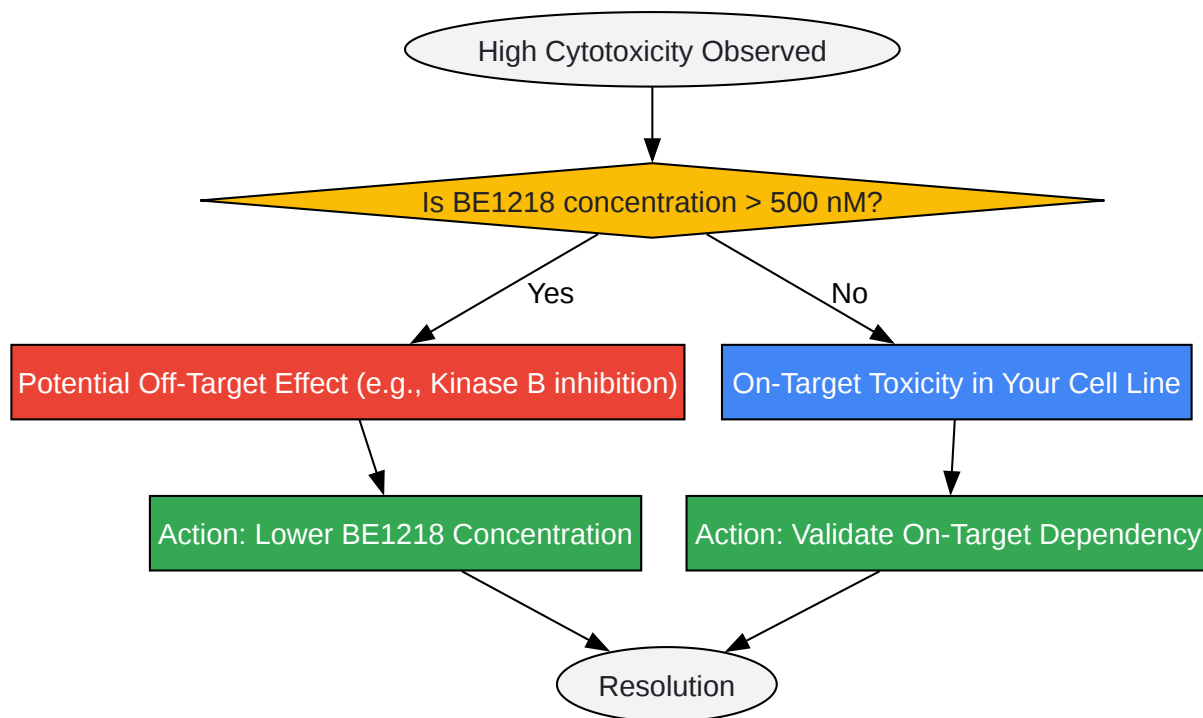 High Cytotoxicity Observed
Is BE1218 concentration > 500 nM?
Yes
No
Potential Off-Target Effect (e.g., Kinase B inhibition)
On-Target Toxicity in Your Cell Line
Action: Lower BE1218 Concentration
Action: Validate On-Target Dependency
Resolution